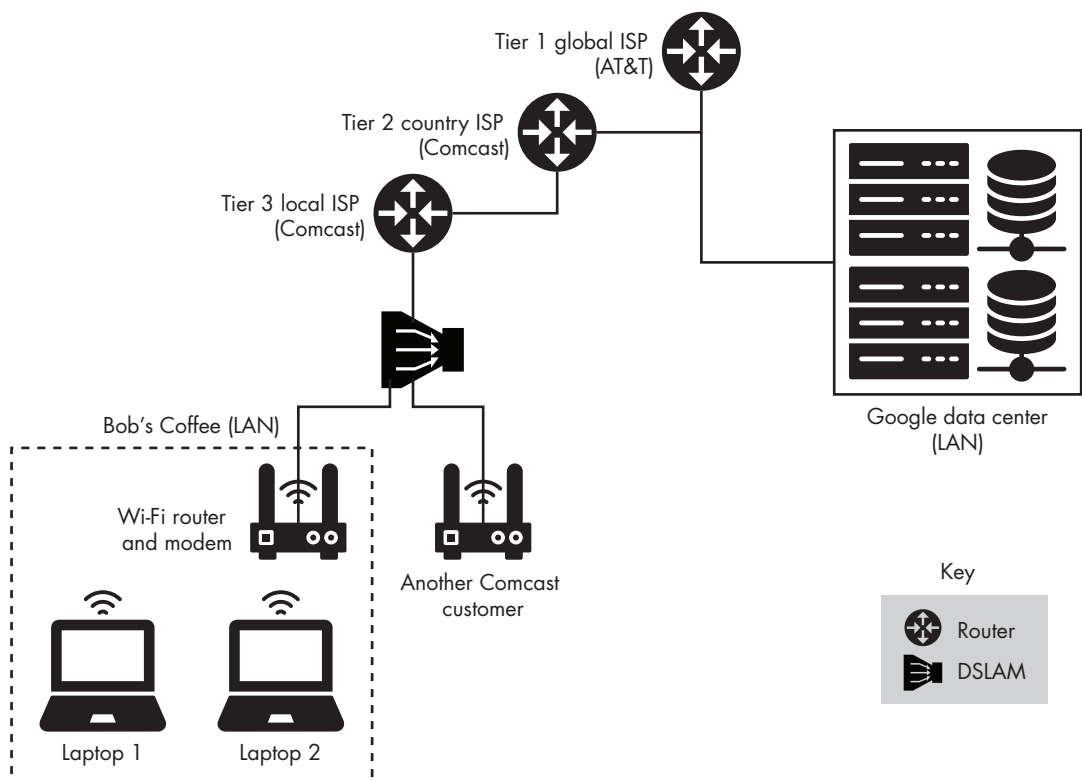 Tier 1 global ISP
(AT&T)
Tier 2 country ISP
(Comcast)
Tier 3 local ISP
(Comcast)
Google data center
(LAN)
Bob’s Coffee (LAN)
Wi-Fi router
and modem
Another Comcast
customer
Laptop 1
Laptop 2
Key
Router
DSLAM